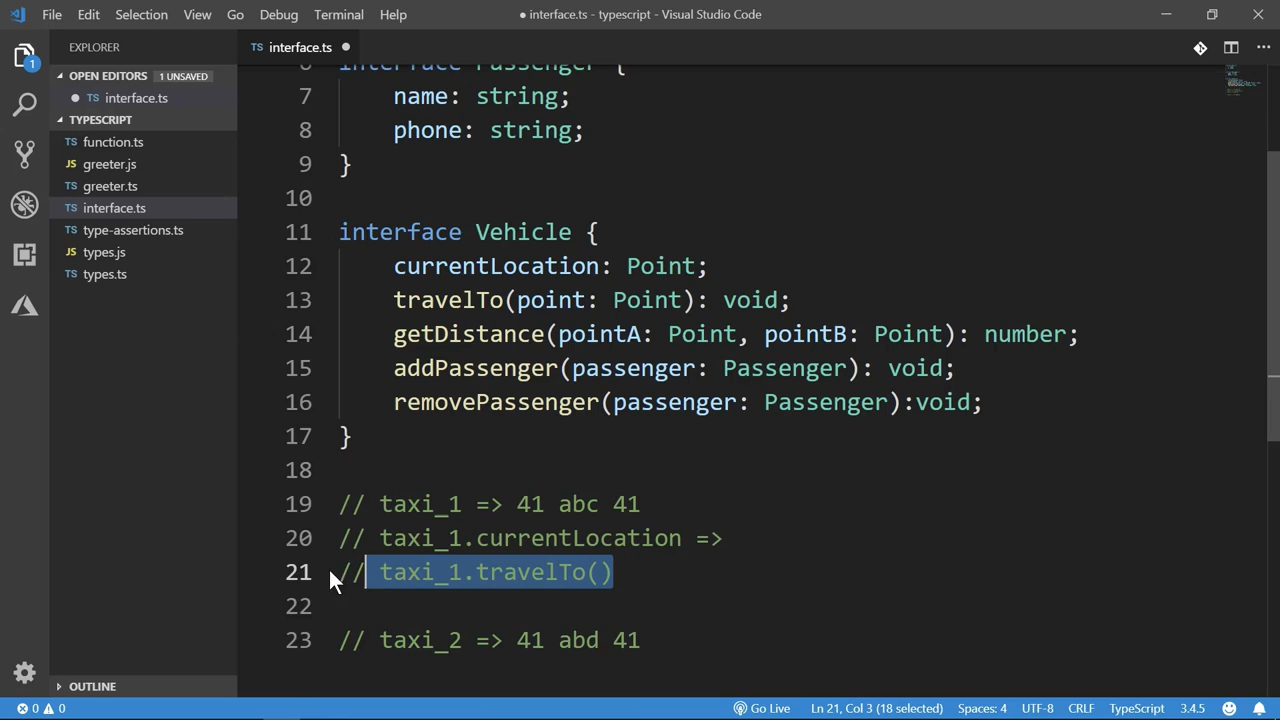 File Edit Selection View Go Debug Terminal Help
● interface.ts - typescript - Visual Studio Code
EXPLORER
OPEN EDITORS 1 UNSAVED
TS interface.ts
TYPESCRIPT
TS function.ts
JS greeter.js
TS greeter.ts
TS interface.ts
TS type-assertions.ts
JS types.js
TS types.ts
OUTLINE
1
TS interface.ts
6 interface Passenger {
7 name: string;
8 phone: string;
9 }
10
11 interface Vehicle {
12 currentLocation: Point;
13 travelTo(point: Point): void;
14 getDistance(pointA: Point, pointB: Point): number;
15 addPassenger(passenger: Passenger): void;
16 removePassenger(passenger: Passenger):void;
17 }
18
19 // taxi_1 => 41 abc 41
20 // taxi_1.currentLocation =>
21 // taxi_1.travelTo()
22
23 // taxi_2 => 41 abd 41
0 0 Go Live Ln 21, Col 3 (18 selected) Spaces: 4 UTF-8 CRLF TypeScript 3.4.5